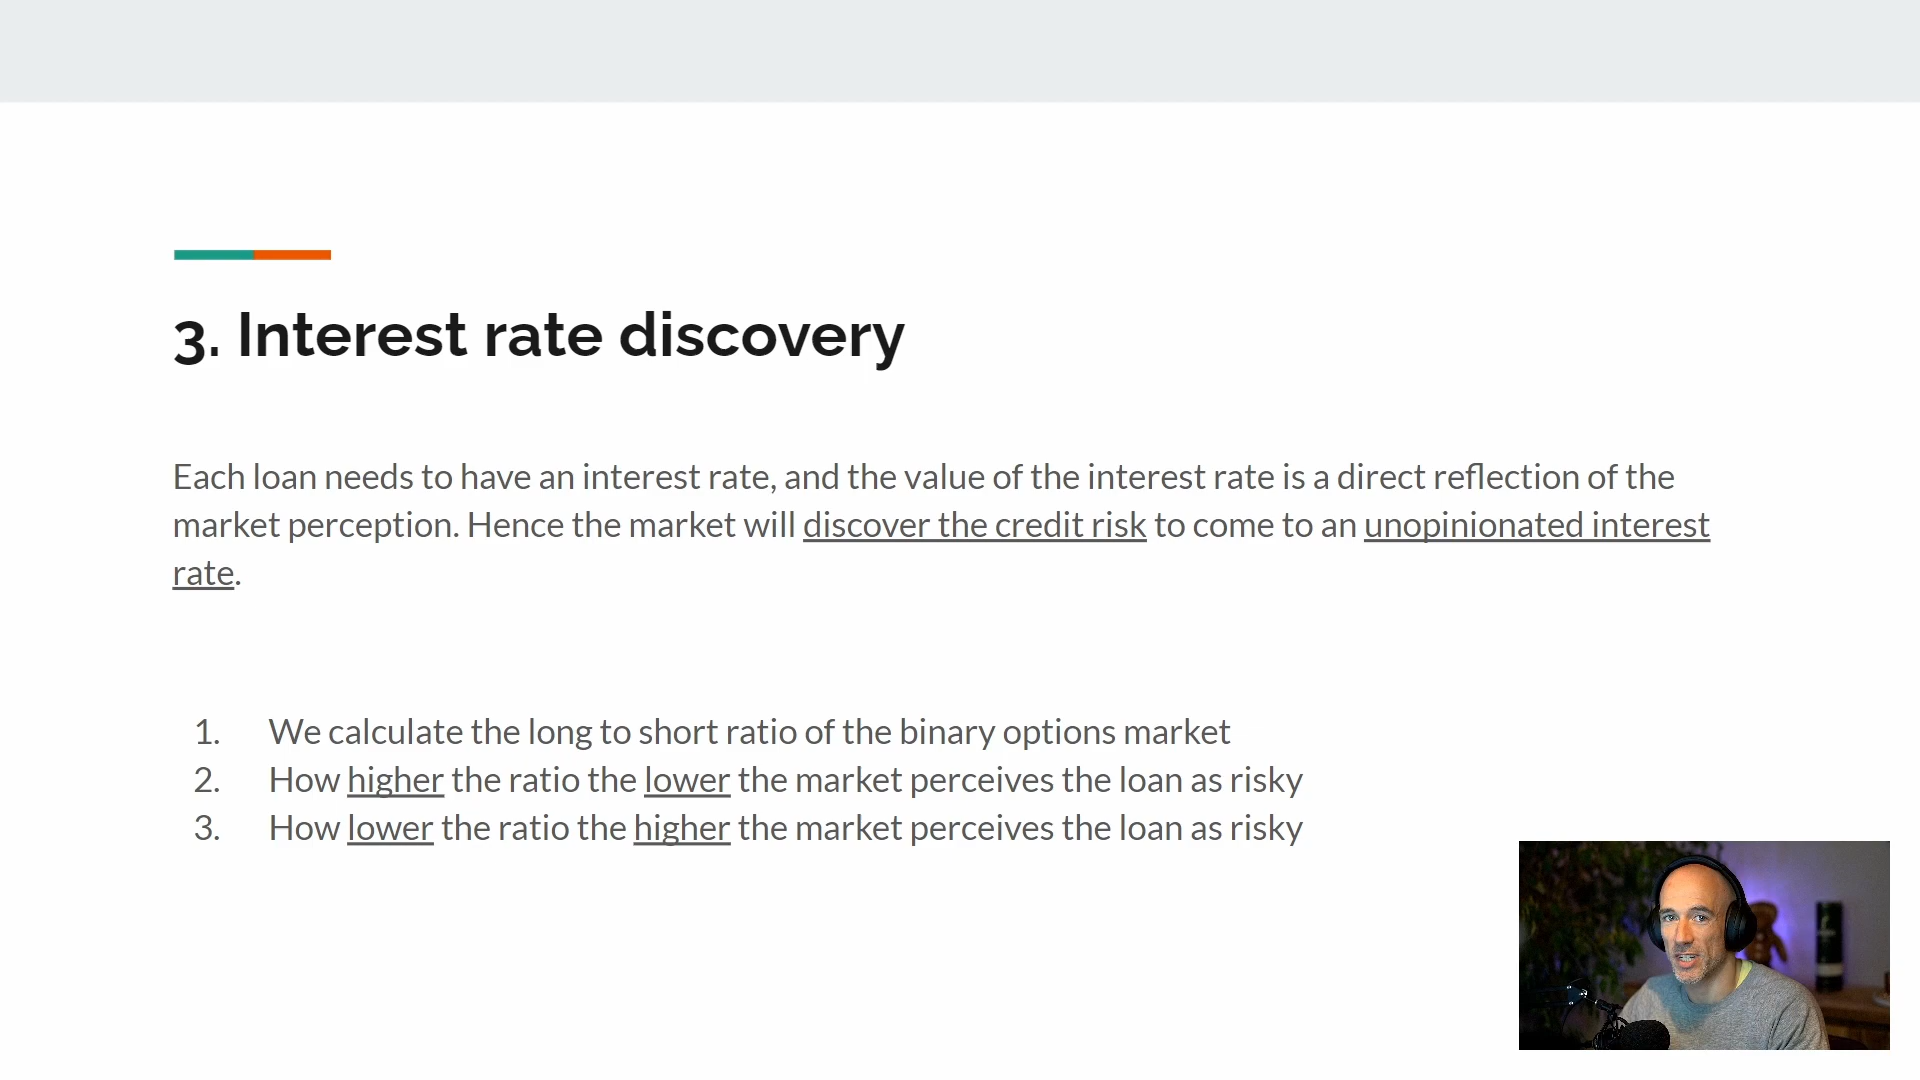 3. Interest rate discovery
Each loan needs to have an interest rate, and the value of the interest rate is a direct reflection of the
market perception. Hence the market will discover the credit risk to come to an unopinionated interest
rate.
1. We calculate the long to short ratio of the binary options market
2. How higher the ratio the lower the market perceives the loan as risky
3. How lower the ratio the higher the market perceives the loan as risky